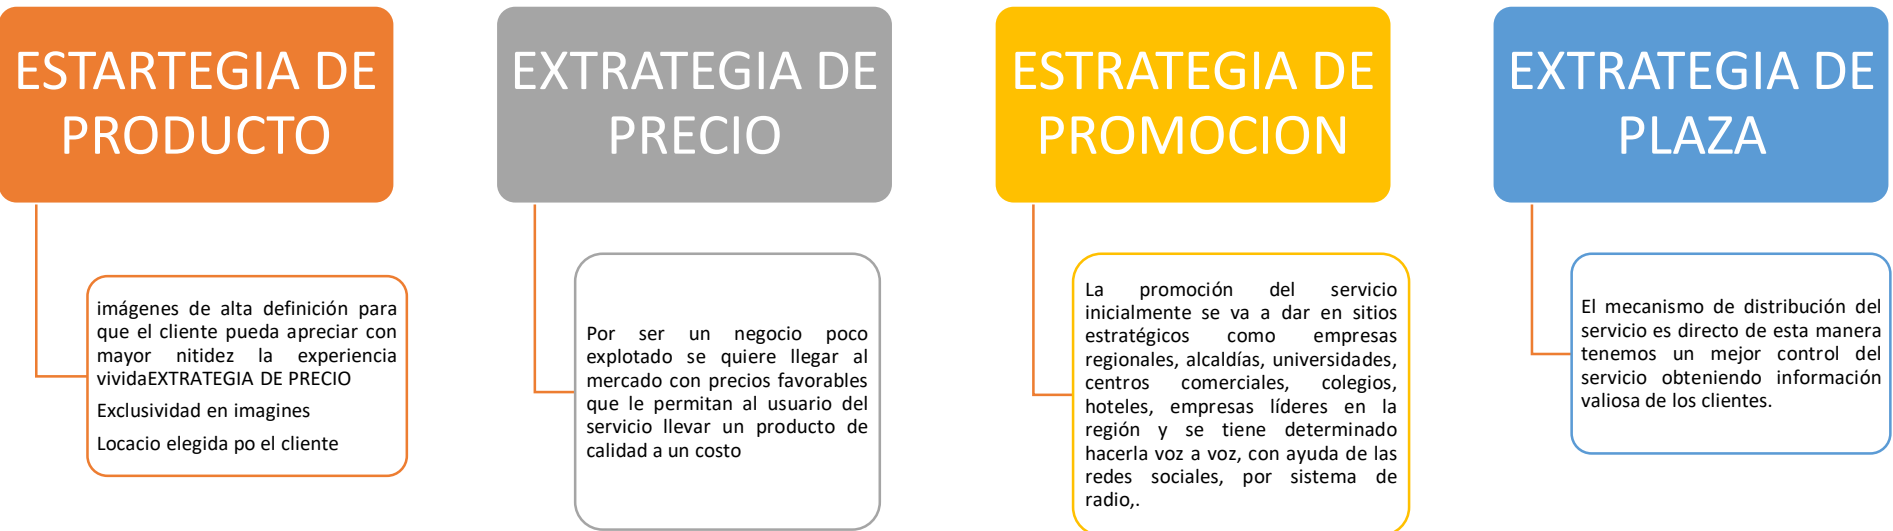 ESTARTEGIA DE
PRODUCTO
imágenes de alta definición para
que el cliente pueda apreciar con
mayor nitidez la experiencia
vividaEXTRATEGIA DE PRECIO
Exclusividad en imagines
Locacio elegida po el cliente
EXTRATEGIA DE
PRECIO
Por ser un negocio poco
explotado se quiere llegar al
mercado con precios favorables
que le permitan al usuario del
servicio llevar un producto de
calidad a un costo
ESTRATEGIA DE
PROMOCION
La promoción del servicio
inicialmente se va a dar en sitios
estratégicos como empresas
regionales, alcaldías, universidades,
centros comerciales, colegios,
hoteles, empresas líderes en la
región y se tiene determinado
hacerla voz a voz, con ayuda de las
redes sociales, por sistema de
radio,.
EXTRATEGIA DE
PLAZA
El mecanismo de distribución del
servicio es directo de esta manera
tenemos un mejor control del
servicio obteniendo información
valiosa de los clientes.